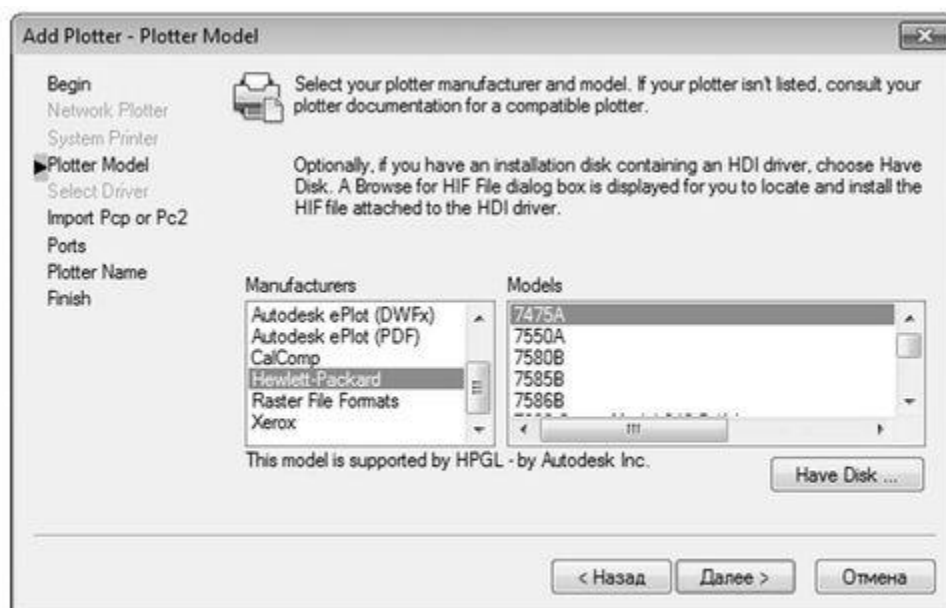 Add Plotter - Plotter Model
Begin
Network Plotter
System Printer
Plotter Model
Select Driver
Import Pcp or Pc2
Ports
Plotter Name
Finish
Select your plotter manufacturer and model. If your plotter isn't listed, consult your
plotter documentation for a compatible plotter.
Optionally, if you have an installation disk containing an HDI driver, choose Have
Disk. A Browse for HIF File dialog box is displayed for you to locate and install the
HIF file attached to the HDI driver.
Manufacturers
Autodesk ePlot (DWFx)
Autodesk ePlot (PDF)
CalComp
Hewlett-Packard
Raster File Formats
Xerox
Models
7475A
7550A
7580B
7585B
7586B
This model is supported by HPGL - by Autodesk Inc.
Have Disk ...
< Назад
Далее >
Отмена